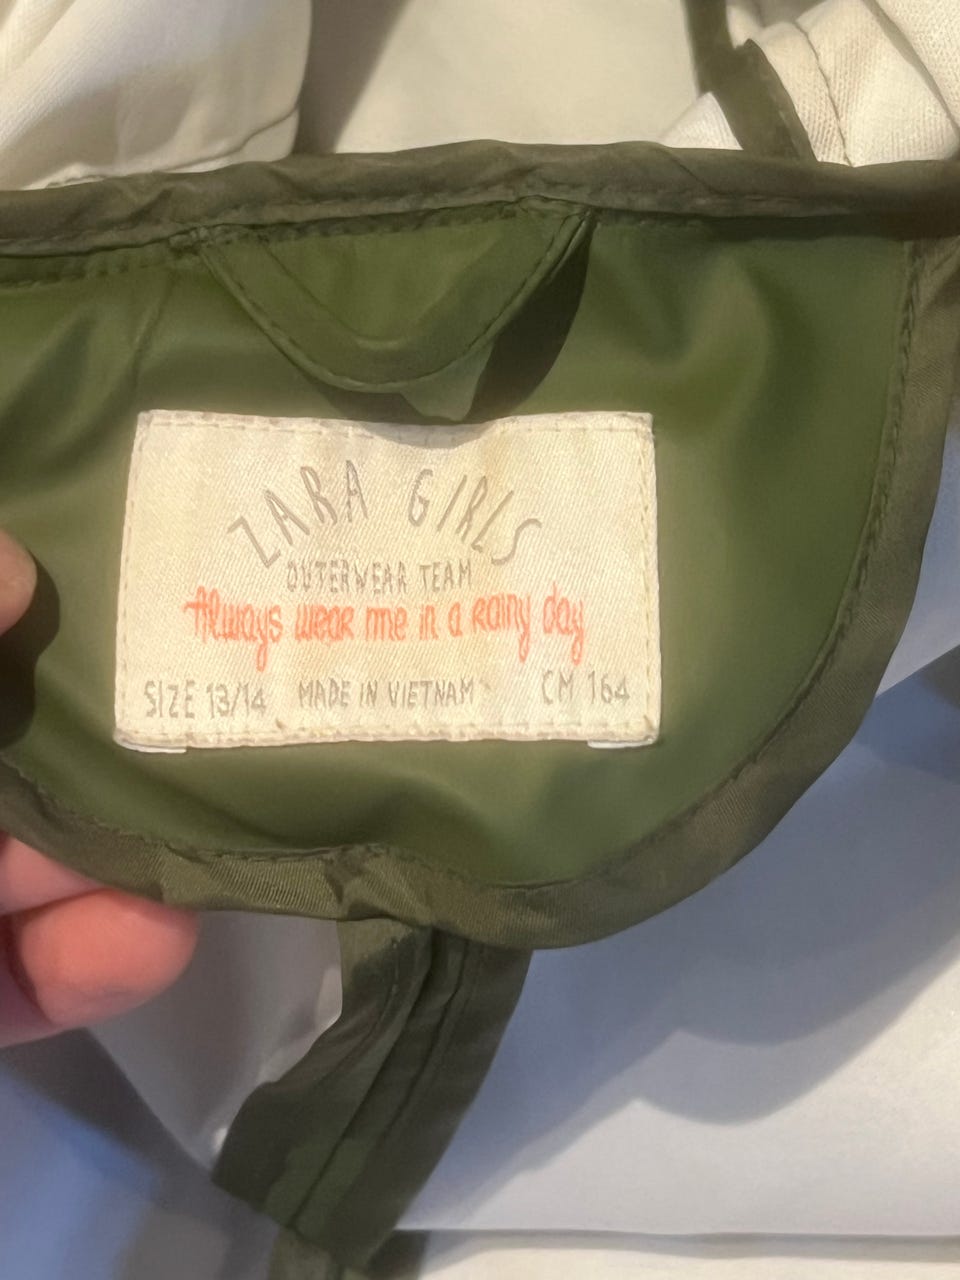 ZARA GIRLS
OUTERWEAR TEAM
Always wear me in a Rainy day
SIZE 13/14 MADE IN VIETNAM CM 164